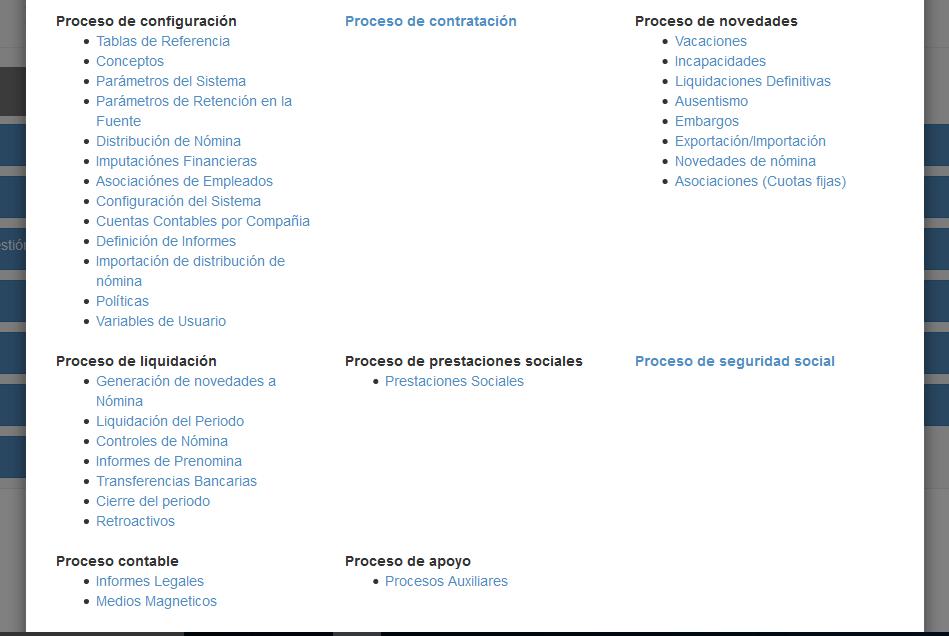 Proceso de configuración
Tablas de Referencia
Conceptos
Parámetros del Sistema
Parámetros de Retención en la
Fuente
Distribución de Nómina
Imputaciónes Financieras
Asociaciónes de Empleados
Configuración del Sistema
Cuentas Contables por Compañia
Definición de Informes
Importación de distribución de
nómina
Políticas
Variables de Usuario
Proceso de contratación
Proceso de novedades
Vacaciones
Incapacidades
Liquidaciones Definitivas
Ausentismo
Embargos
Exportación/Importación
Novedades de nómina
Asociaciones (Cuotas fijas)
Proceso de liquidación
Generación de novedades a
Nómina
Liquidación del Periodo
Controles de Nómina
Informes de Prenomina
Transferencias Bancarias
Cierre del periodo
Retroactivos
Proceso de prestaciones sociales
Prestaciones Sociales
Proceso de seguridad social
Proceso contable
Informes Legales
Medios Magneticos
Proceso de apoyo
Procesos Auxiliares